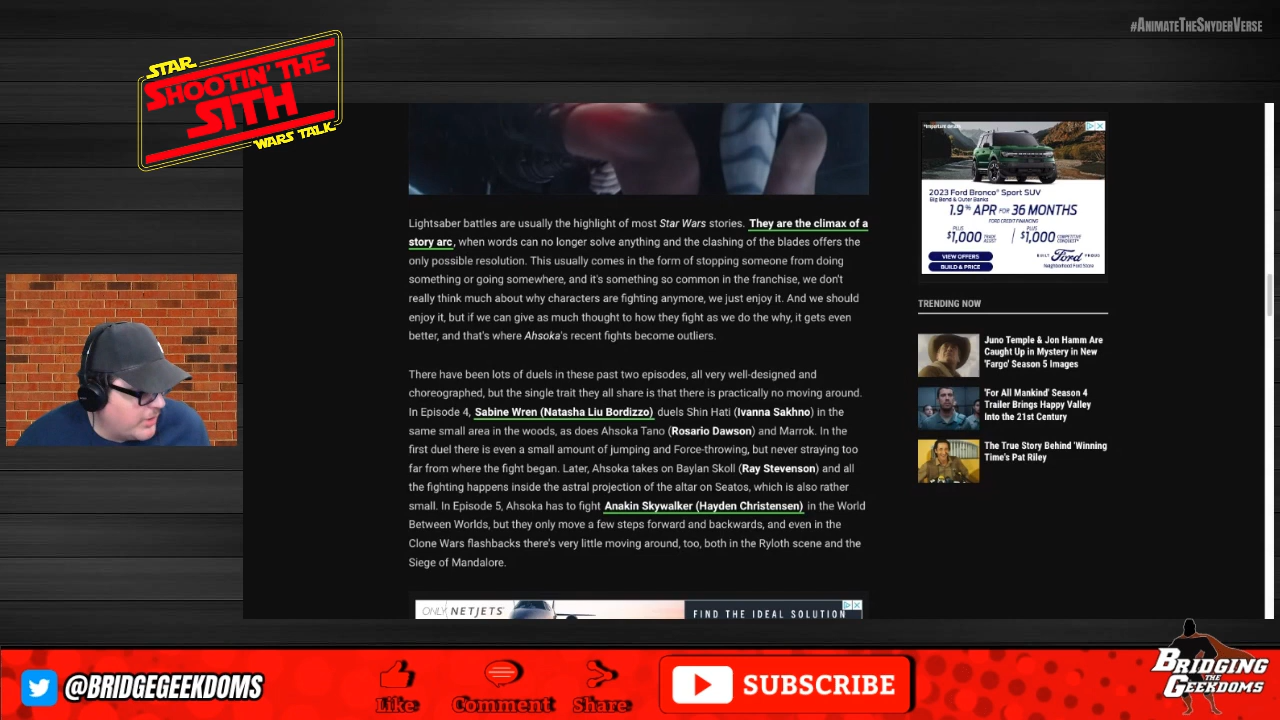 #AnimateTheSnyderVerse
STAR
SHOOTIN' THE
SITH
WARS TALK
Lightsaber battles are usually the highlight of most Star Wars stories. They are the climax of a
story arc, when words can no longer solve anything and the clashing of the blades offers the
only possible resolution. This usually comes in the form of stopping someone from doing
something or going somewhere, and it's something so common in the franchise, we don't
really think much about why characters are fighting anymore, we just enjoy it. And we should
enjoy it, but if we can give as much thought to how they fight as we do the why, it gets even
better, and that's where Ahsoka's recent fights become outliers.
There have been lots of duels in these past two episodes, all very well-designed and
choreographed, but the single trait they all share is that there is practically no moving around.
In Episode 4, Sabine Wren (Natasha Liu Bordizzo) duels Shin Hati (Ivanna Sakhno) in the
same small area in the woods, as does Ahsoka Tano (Rosario Dawson) and Marrok. In the
first duel there is even a small amount of jumping and Force-throwing, but never straying too
far from where the fight began. Later, Ahsoka takes on Baylan Skoll (Ray Stevenson) and all
the fighting happens inside the astral projection of the altar on Seatos, which is also rather
small. In Episode 5, Ahsoka has to fight Anakin Skywalker (Hayden Christensen) in the World
Between Worlds, but they only move a few steps forward and backwards, and even in the
Clone Wars flashbacks there's very little moving around, too, both in the Ryloth scene and the
Siege of Mandalore.
ONLY NETJETS
FIND THE IDEAL SOLUTION
2023 Ford Bronco® Sport SUV
Big Bend & Outer Banks
1.9% APR FOR 36 MONTHS
FORD CREDIT FINANCING
PLUS
$1,000
PLUS
$1,000
VIEW OFFERS
BUILD & PRICE
BUILT Ford PROUD
Neighborhood Ford Store
TRENDING NOW
Juno Temple & Jon Hamm Are
Caught Up in Mystery in New
'Fargo' Season 5 Images
'For All Mankind' Season 4
Trailer Brings Happy Valley
Into the 21st Century
The True Story Behind 'Winning
Time's Pat Riley
@BRIDGEGEEKDOMS
Like
Comment
Share
SUBSCRIBE
BRIDGING
THE
GEEKDOMS